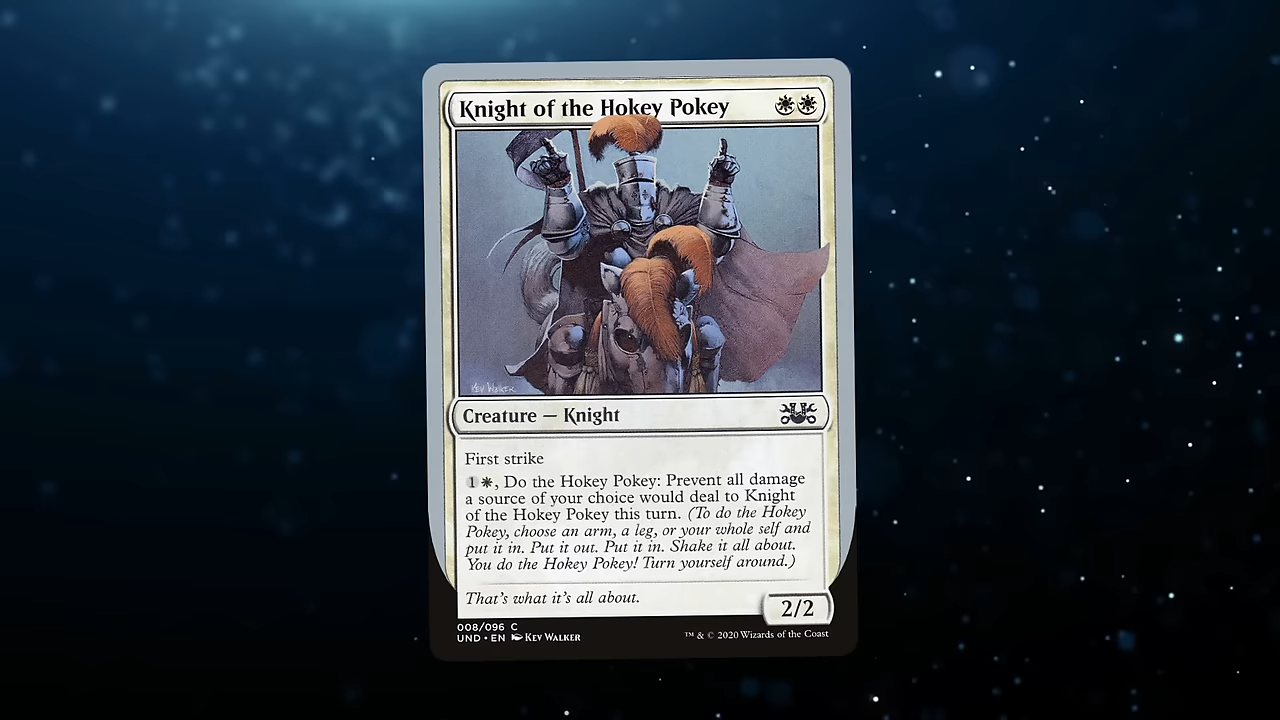 Knight of the Hokey Pokey
KEV WALKER
Creature — Knight
First strike
1, Do the Hokey Pokey: Prevent all damage
a source of your choice would deal to Knight
of the Hokey Pokey this turn. (To do the Hokey
Pokey, choose an arm, a leg, or your whole self and
put it in. Put it out. Put it in. Shake it all about.
You do the Hokey Pokey! Turn yourself around.)
That's what it's all about.
2/2
008/096 C
UND • EN KEV WALKER
™ & © 2020 Wizards of the Coast